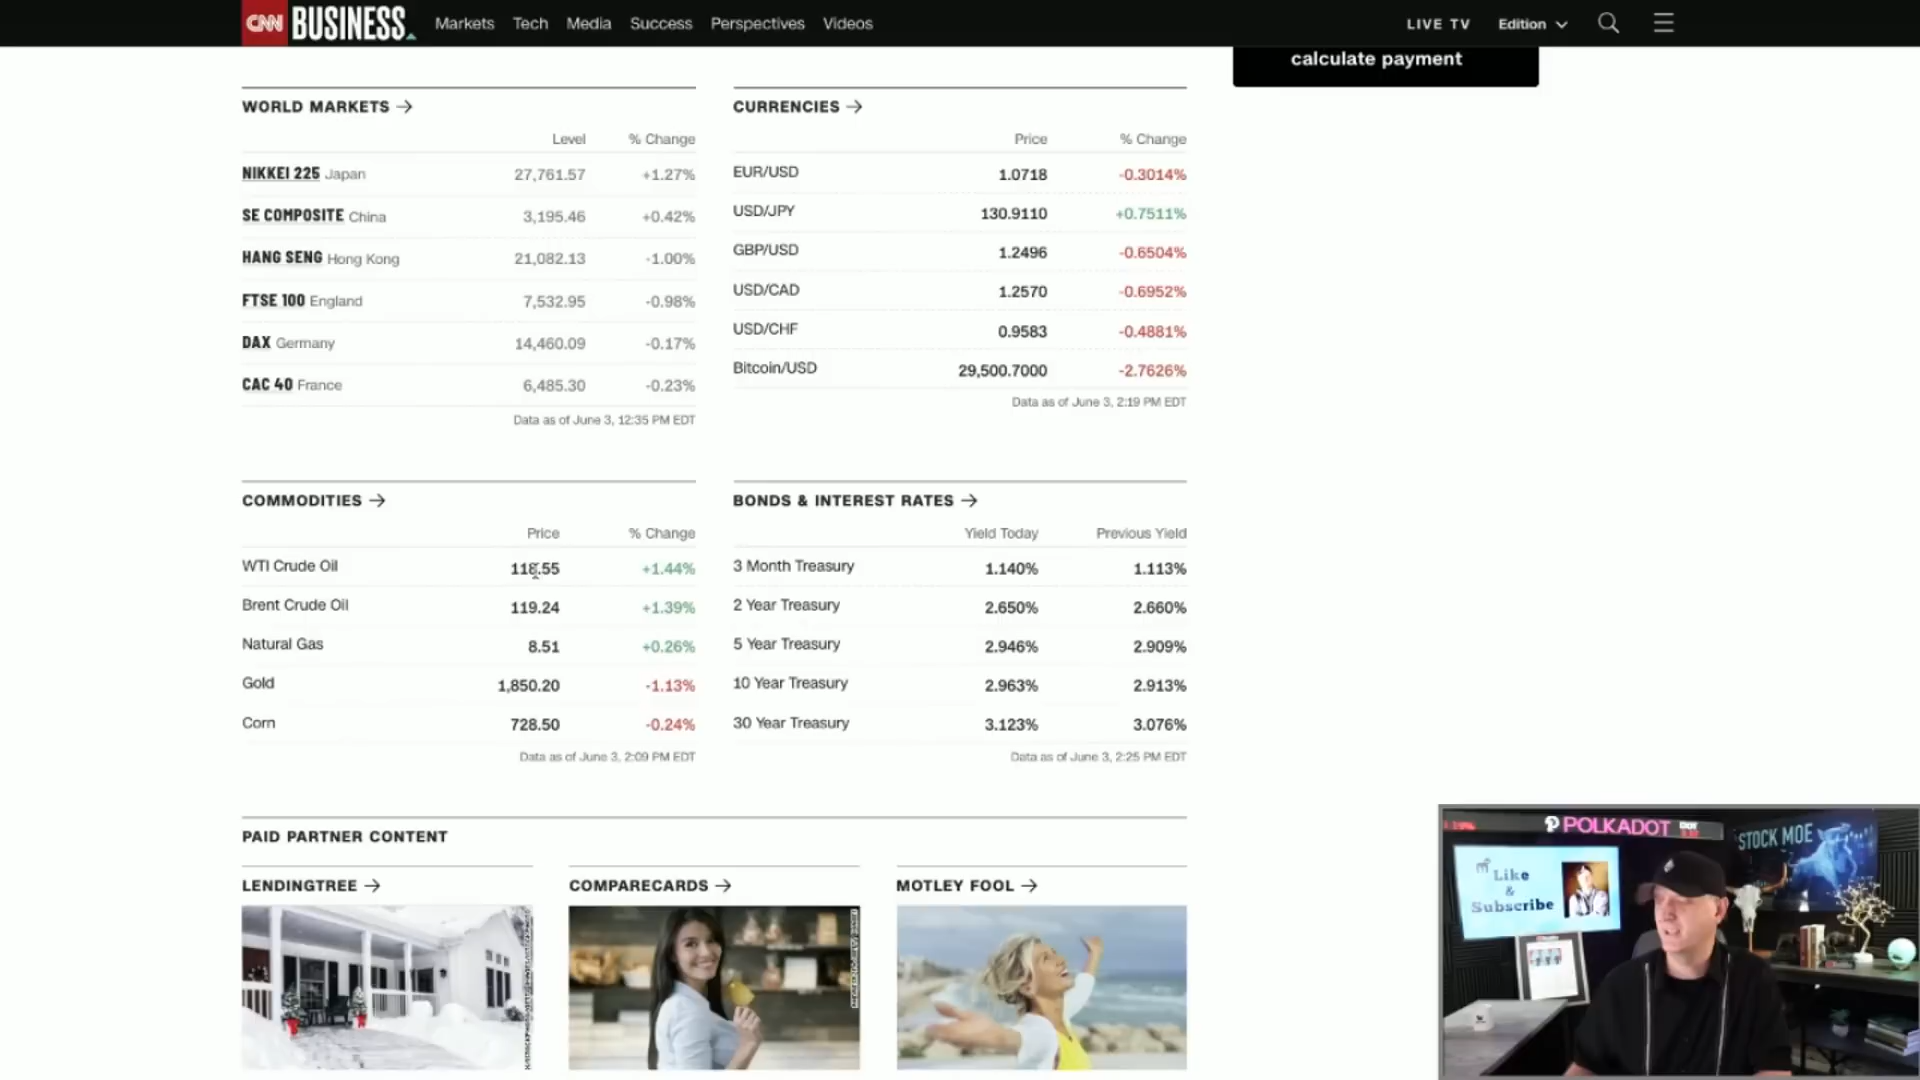 CNN BUSINESS Markets Tech Media Success Perspectives Videos LIVE TV Edition
calculate payment
WORLD MARKETS →
Level % Change
NIKKEI 225 Japan 27,761.57 +1.27%
SE COMPOSITE China 3,195.46 +0.42%
HANG SENG Hong Kong 21,082.13 -1.00%
FTSE 100 England 7,532.95 -0.98%
DAX Germany 14,460.09 -0.17%
CAC 40 France 6,485.30 -0.23%
Data as of June 3, 12:35 PM EDT
CURRENCIES →
Price % Change
EUR/USD 1.0718 -0.3014%
USD/JPY 130.9110 +0.7511%
GBP/USD 1.2496 -0.6504%
USD/CAD 1.2570 -0.6952%
USD/CHF 0.9583 -0.4881%
Bitcoin/USD 29,500.7000 -2.7626%
Data as of June 3, 2:19 PM EDT
COMMODITIES →
Price % Change
WTI Crude Oil 118.55 +1.44%
Brent Crude Oil 119.24 +1.39%
Natural Gas 8.51 +0.26%
Gold 1,850.20 -1.13%
Corn 728.50 -0.24%
Data as of June 3, 2:09 PM EDT
BONDS & INTEREST RATES →
Yield Today Previous Yield
3 Month Treasury 1.140% 1.113%
2 Year Treasury 2.650% 2.660%
5 Year Treasury 2.946% 2.909%
10 Year Treasury 2.963% 2.913%
30 Year Treasury 3.123% 3.076%
Data as of June 3, 2:25 PM EDT
PAID PARTNER CONTENT
LENDINGTREE →
COMPARECARDS →
MOTLEY FOOL →
POLKADOT
STOCK MOE
Like
&
Subscribe